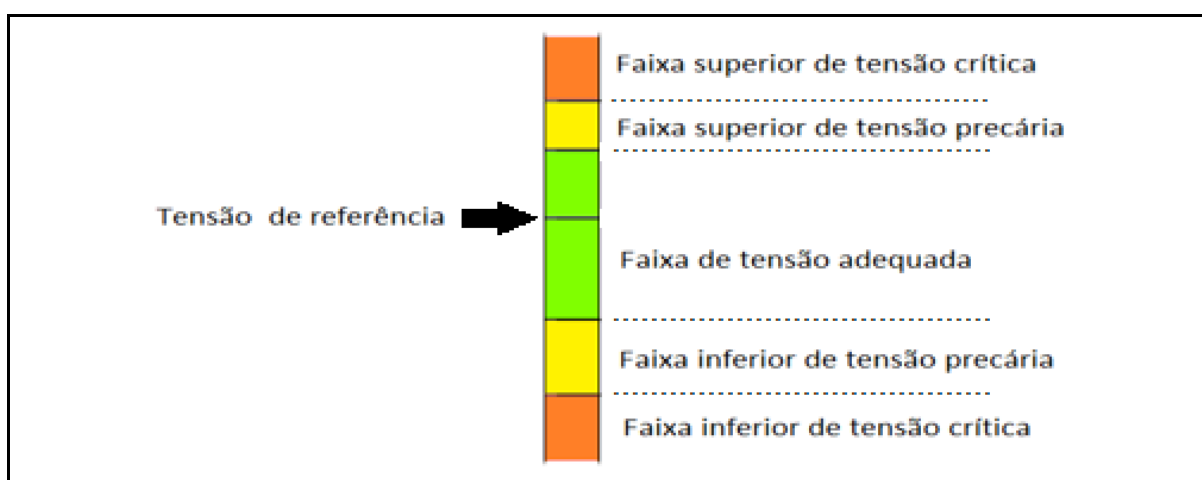 Faixa superior de tensão crítica
Faixa superior de tensão precária
Tensão de referência
Faixa de tensão adequada
Faixa inferior de tensão precária
Faixa inferior de tensão crítica